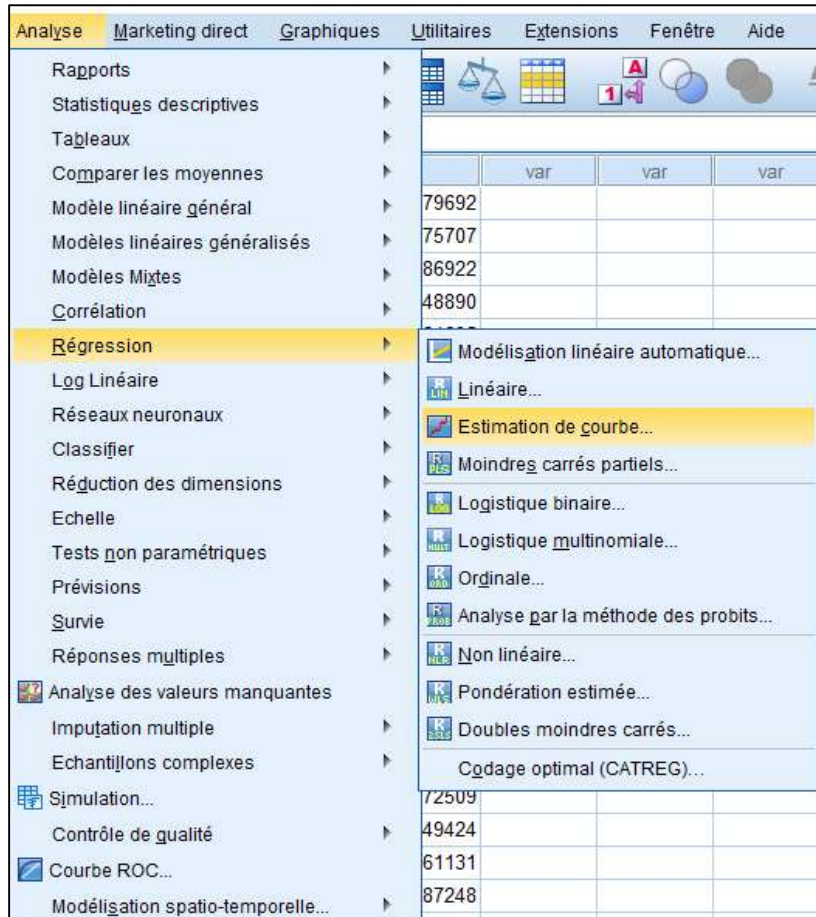 Analyse Marketing direct Graphiques Utilitaires Extensions Fenêtre Aide
Rapports
Statistiques descriptives
Tableaux
Comparer les moyennes
Modèle linéaire général
Modèles linéaires généralisés
Modèles Mixtes
Corrélation
Régression
Log Linéaire
Réseaux neuronaux
Classifier
Réduction des dimensions
Echelle
Tests non paramétriques
Prévisions
Survie
Réponses multiples
Analyse des valeurs manquantes
Imputation multiple
Echantillons complexes
Simulation...
Contrôle de qualité
Courbe ROC...
Modélisation spatio-temporelle...
A
1
var var var
79692
75707
86922
48890
Modélisation linéaire automatique...
Linéaire...
Estimation de courbe...
Moindres carrés partiels...
Logistique binaire...
Logistique multinomiale...
Ordinale...
Analyse par la méthode des probits...
Non linéaire...
Pondération estimée...
Doubles moindres carrés...
Codage optimal (CATREG)...
72509
49424
61131
87248